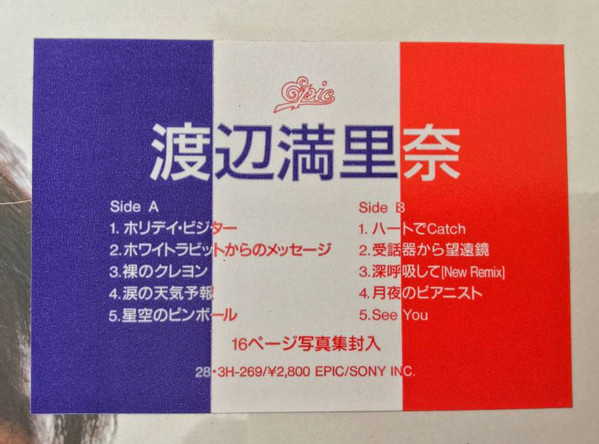 Epic
渡辺満里奈
Side A
1. ホリデイ・ビジター
2.ホワイトラビットからのメッセージ
3.裸のクレヨン
4.涙の天気予報
5.星空のピンボール
Side B
1. ハートでCatch
2.受話器から望遠鏡
3.深呼吸して[New Remix]
4.月夜のピアニスト
5.See You
16ページ写真集封入
28・3H-269/¥2,800 EPIC/SONY INC.